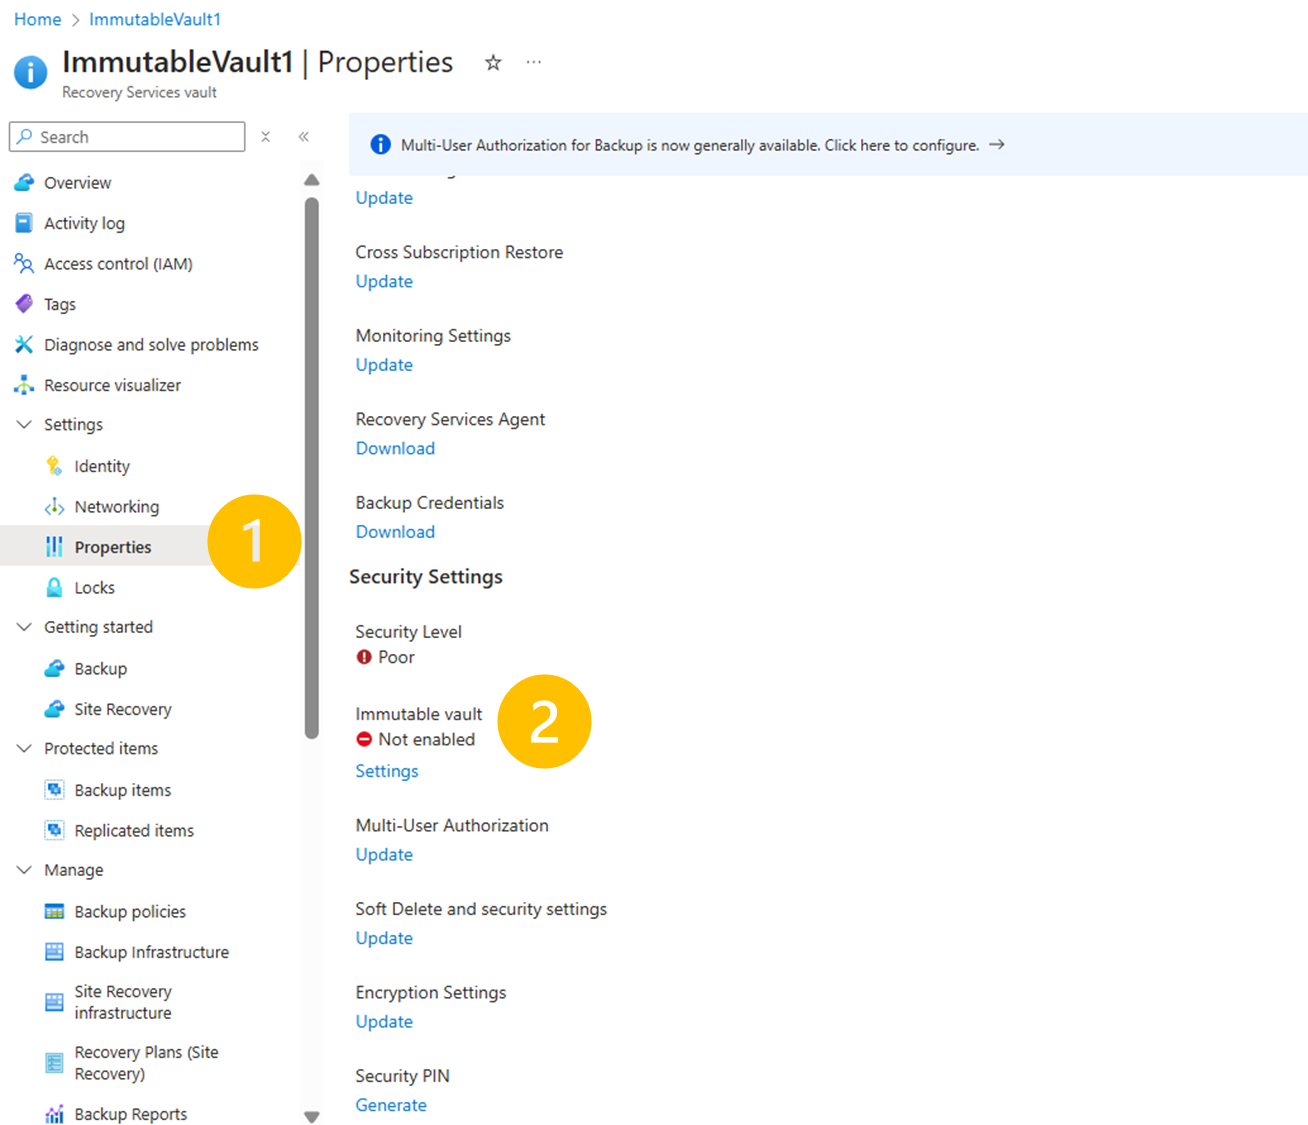 Home > ImmutableVault1
ImmutableVault1 | Properties
Recovery Services vault
Search
Overview
Activity log
Access control (IAM)
Tags
Diagnose and solve problems
Resource visualizer
Settings
Identity
Networking
Properties
1
Locks
Getting started
Backup
Site Recovery
Protected items
Backup items
Replicated items
Manage
Backup policies
Backup Infrastructure
Site Recovery
infrastructure
Recovery Plans (Site
Recovery)
Backup Reports
Multi-User Authorization for Backup is now generally available. Click here to configure. →
Update
Cross Subscription Restore
Update
Monitoring Settings
Update
Recovery Services Agent
Download
Backup Credentials
Download
Security Settings
Security Level
Poor
Immutable vault
Not enabled
2
Settings
Multi-User Authorization
Update
Soft Delete and security settings
Update
Encryption Settings
Update
Security PIN
Generate